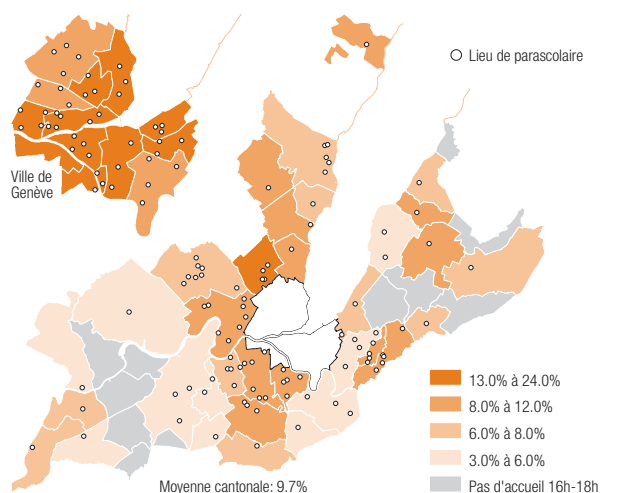 Lieu de parascolaire
Ville de
Genève
13.0% à 24.0%
8.0% à 12.0%
6.0% à 8.0%
3.0% à 6.0%
Pas d'accueil 16h-18h
Moyenne cantonale: 9.7%